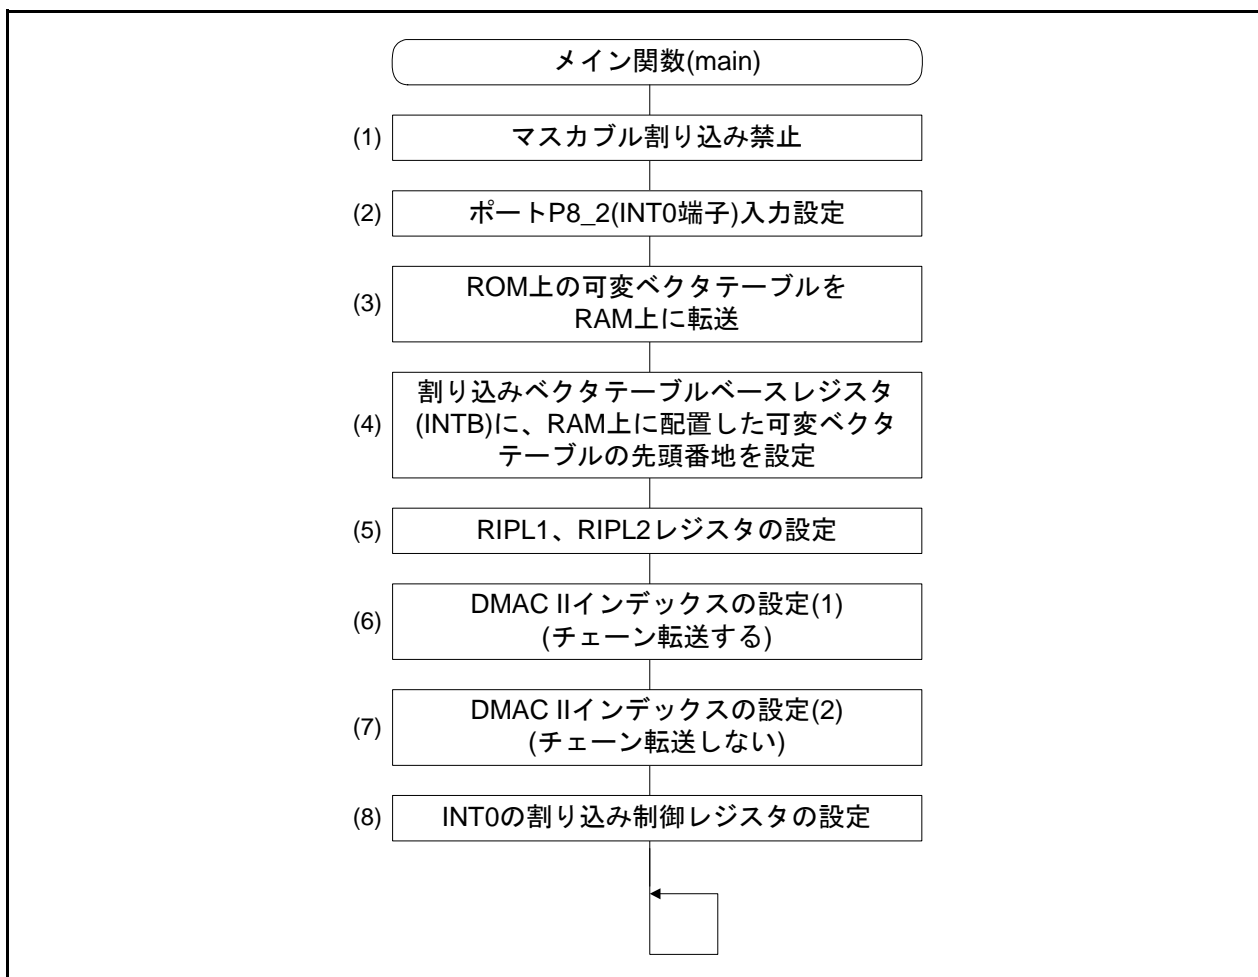 メイン関数(main)
(1) マスカブル割り込み禁止
(2) ポートP8_2(INT0端子)入力設定
(3) ROM上の可変ベクタテーブルを
RAM上に転送
(4) 割り込みベクタテーブルベースレジスタ
(INTB)に、RAM上に配置した可変ベクタ
テーブルの先頭番地を設定
(5) RIPL1、RIPL2レジスタの設定
(6) DMAC IIインデックスの設定(1)
(チェーン転送する)
(7) DMAC IIインデックスの設定(2)
(チェーン転送しない)
(8) INT0の割り込み制御レジスタの設定